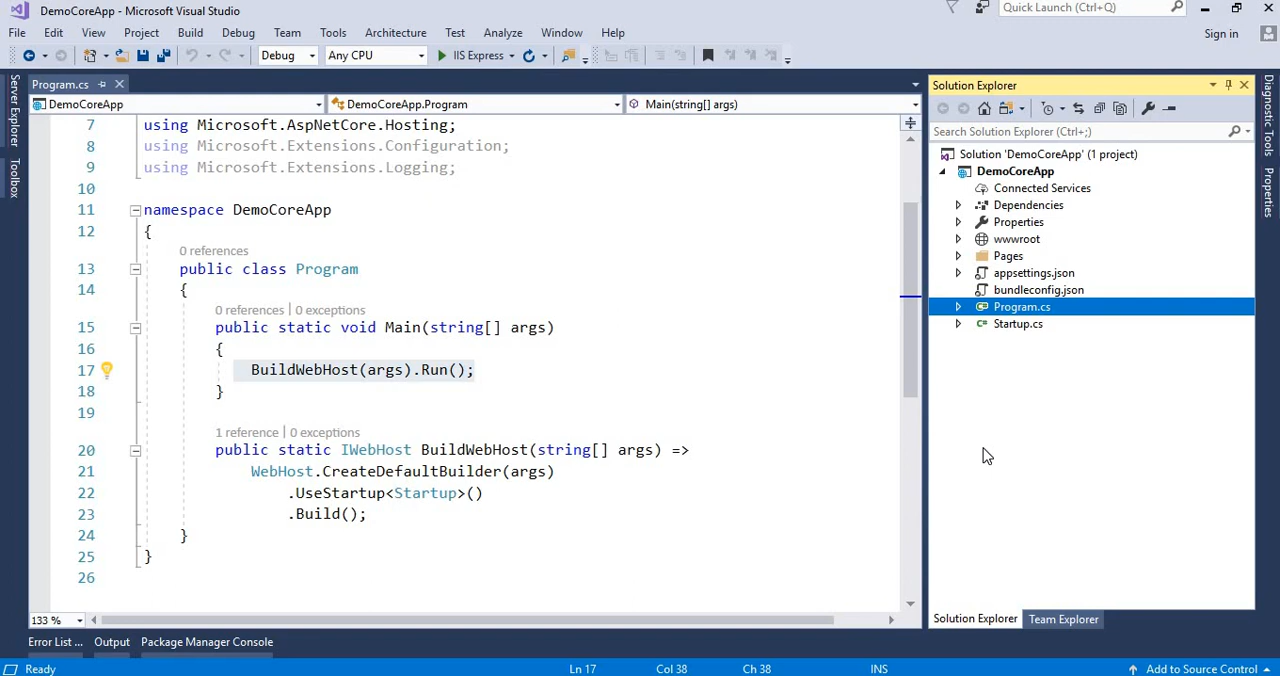 DemoCoreApp - Microsoft Visual Studio
Quick Launch (Ctrl+Q)
File Edit View Project Build Debug Team Tools Architecture Test Analyze Window Help
Sign in
Debug Any CPU IIS Express
Server Explorer
Toolbox
Program.cs
DemoCoreApp DemoCoreApp.Program Main(string[] args)
7 using Microsoft.AspNetCore.Hosting;
8 using Microsoft.Extensions.Configuration;
9 using Microsoft.Extensions.Logging;
10
11 namespace DemoCoreApp
12 {
0 references
13 public class Program
14 {
0 references | 0 exceptions
15 public static void Main(string[] args)
16 {
17 BuildWebHost(args).Run();
18 }
19
1 reference | 0 exceptions
20 public static IWebHost BuildWebHost(string[] args) =>
21 WebHost.CreateDefaultBuilder(args)
22 .UseStartup<Startup>()
23 .Build();
24 }
25 }
26
133 %
Solution Explorer
Search Solution Explorer (Ctrl+;)
Solution 'DemoCoreApp' (1 project)
DemoCoreApp
Connected Services
Dependencies
Properties
wwwroot
Pages
appsettings.json
bundleconfig.json
Program.cs
Startup.cs
Solution Explorer Team Explorer
Diagnostic Tools
Properties
Error List ... Output Package Manager Console
Ready Ln 17 Col 38 Ch 38 INS Add to Source Control